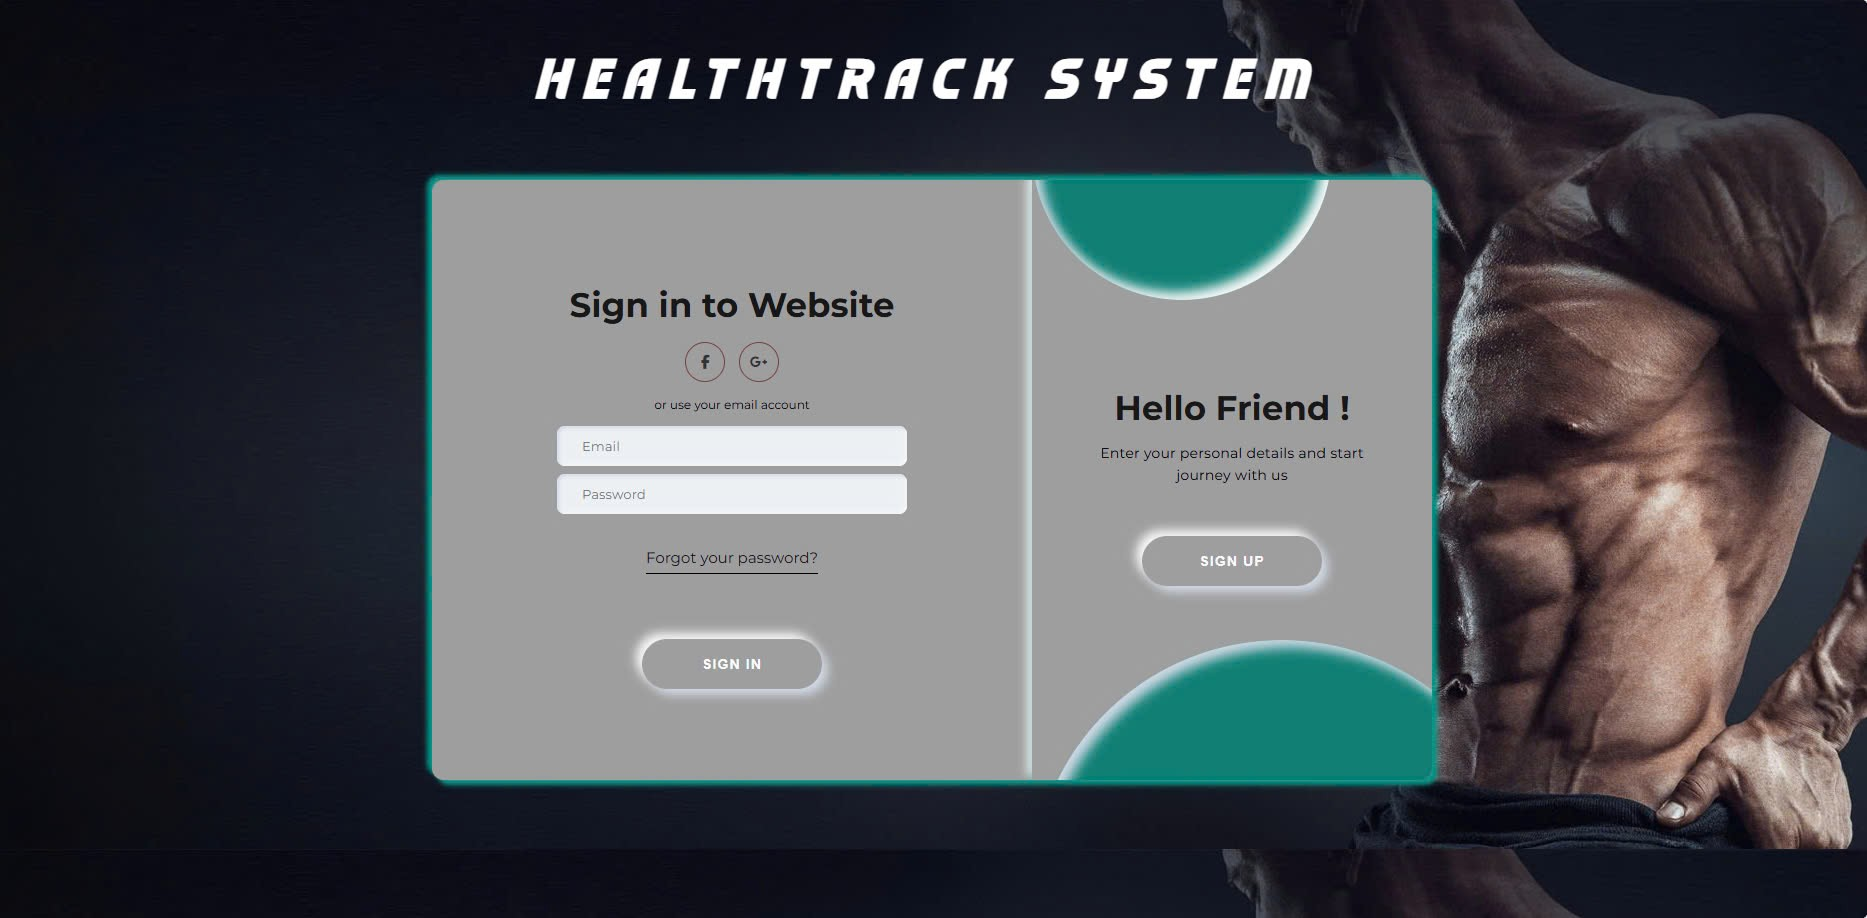 HEALTHTRACK SYSTEM
Sign in to Website
f G+
or use your email account
Email
Password
Forgot your password?
SIGN IN
Hello Friend !
Enter your personal details and start
journey with us
SIGN UP